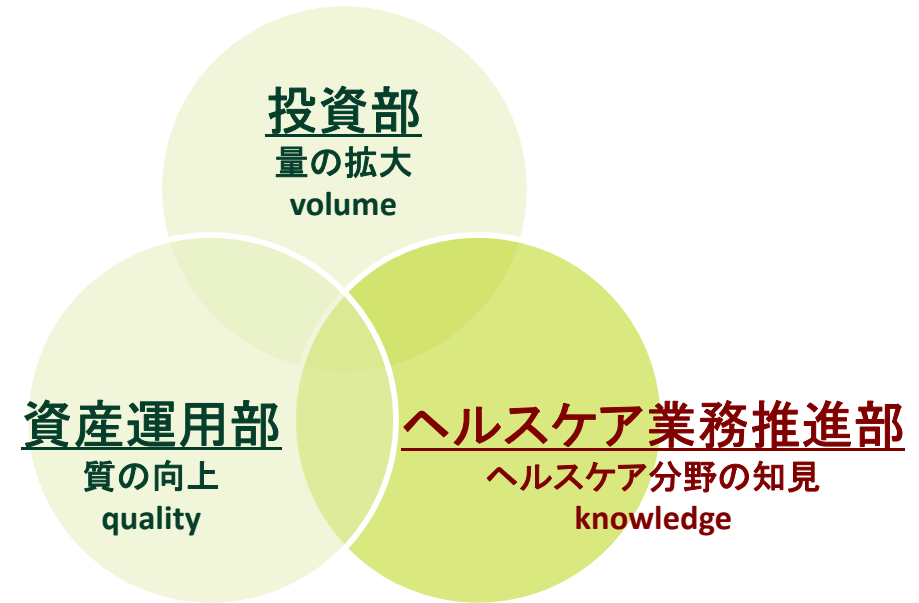 投資部
量の拡大
volume
資産運用部
質の向上
quality
ヘルスケア業務推進部
ヘルスケア分野の知見
knowledge